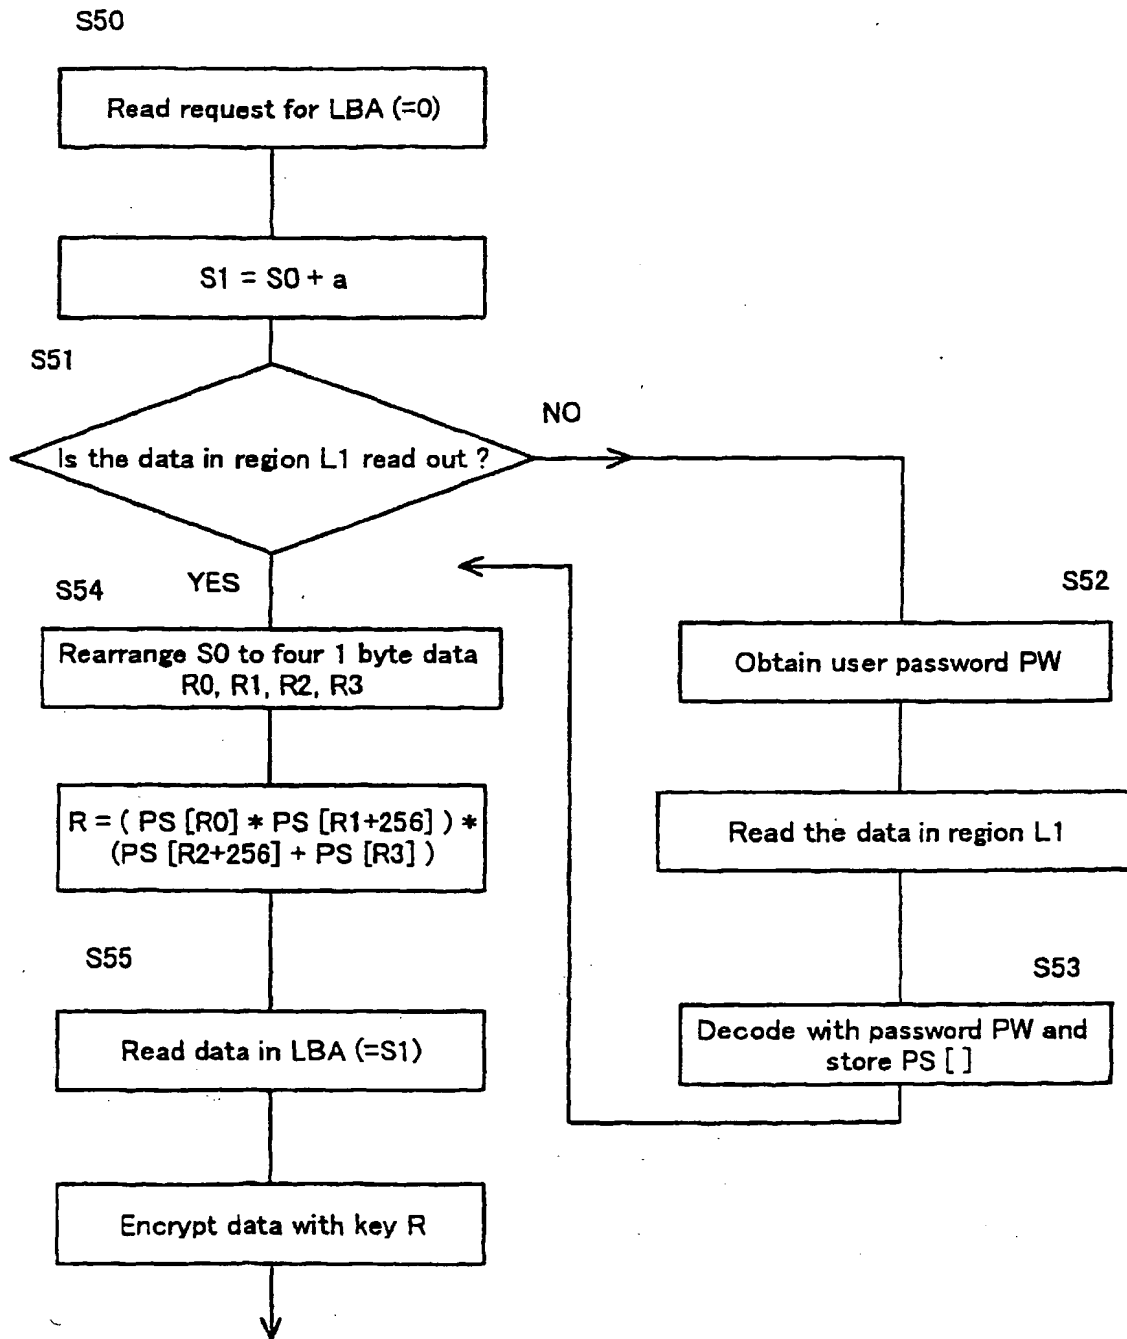 S50
Read request for LBA (=0)
S1 = S0 + a
S51
Is the data in region L1 read out ?
NO
YES
S54
Rearrange S0 to four 1 byte data
R0, R1, R2, R3
R = ( PS [R0] * PS [R1+256] ) *
(PS [R2+256] + PS [R3] )
S55
Read data in LBA (=S1)
Encrypt data with key R
S52
Obtain user password PW
Read the data in region L1
S53
Decode with password PW and
store PS [ ]